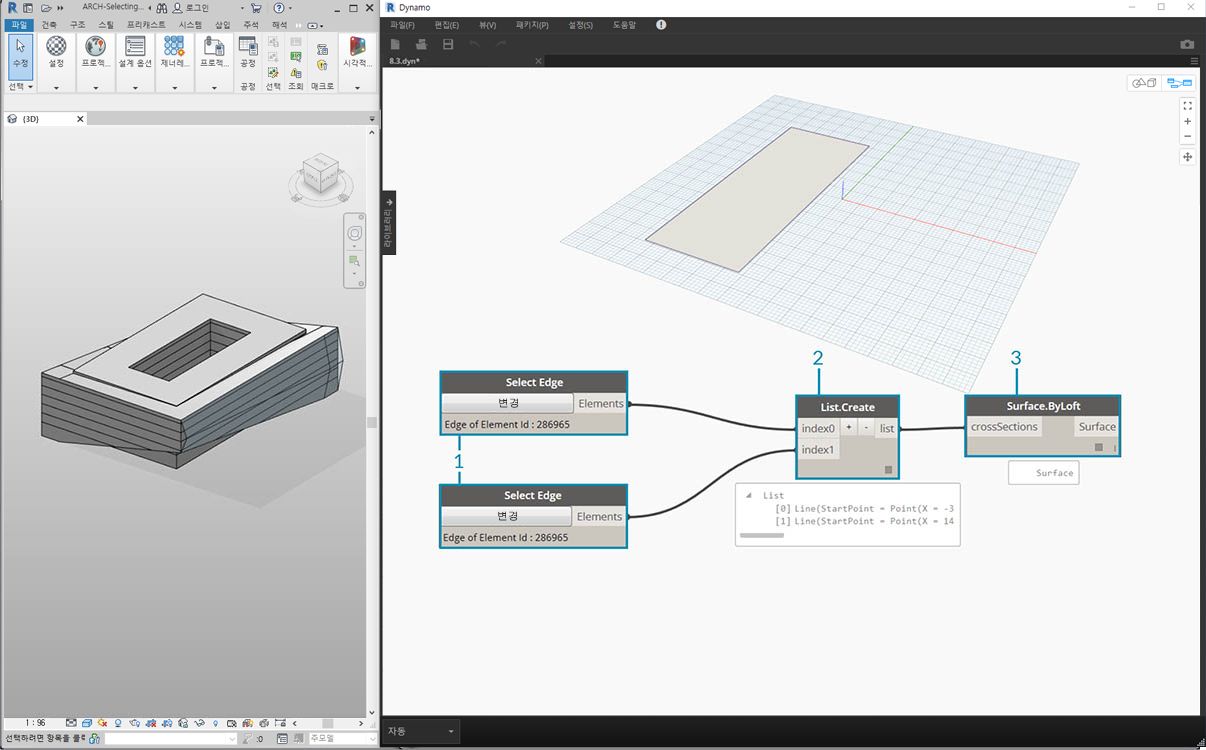 ARCH-Selecting... 로그인
파일 건축 구조 스틸 프리캐스트 시스템 삽입 주석 해석
수정 설정 프로젝... 설계 옵션 제너레... 프로젝... 공정 시각적...
선택 공정 선택 조회 매크로
{3D}
1 : 96
선택하려면 항목을 클릭 :0 주모델
Dynamo
파일(F) 편집(E) 뷰(V) 패키지(P) 설정(S) 도움말
8.3.dyn*
라이브러리
Select Edge
변경 Elements
Edge of Element Id : 286965
1
Select Edge
변경 Elements
Edge of Element Id : 286965
2
List.Create
index0 + - list
index1
List
[0] Line(StartPoint = Point(X = -3
[1] Line(StartPoint = Point(X = 14
3
Surface.ByLoft
crossSections Surface
Surface
자동